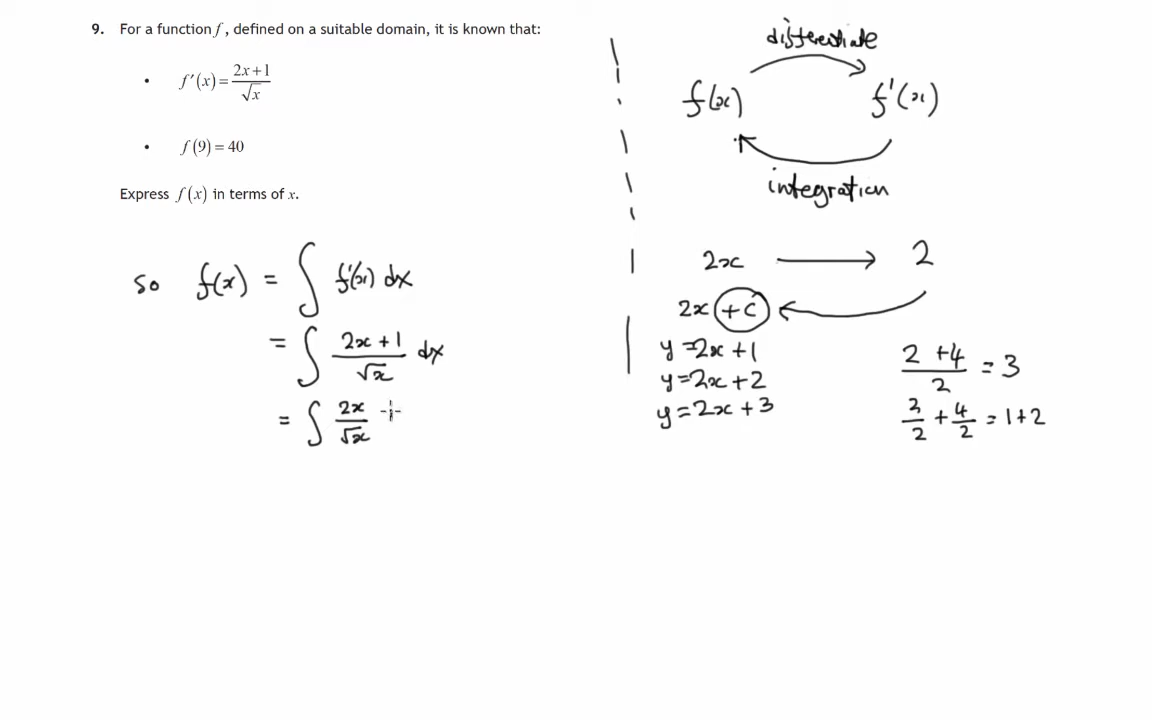 9. For a function f, defined on a suitable domain, it is known that:
• f'(x) = (2x+1)/√x
• f(9) = 40
Express f(x) in terms of x.
So f(x) = ∫ f'(x) dx
= ∫ (2x + 1)/√x dx
= ∫ 2x/√x +
differentiate
f(x) f'(x)
integration
2x → 2
2x + C ←
y = 2x + 1
y = 2x + 2
y = 2x + 3
(2 + 4)/2 = 3
2/2 + 4/2 = 1 + 2